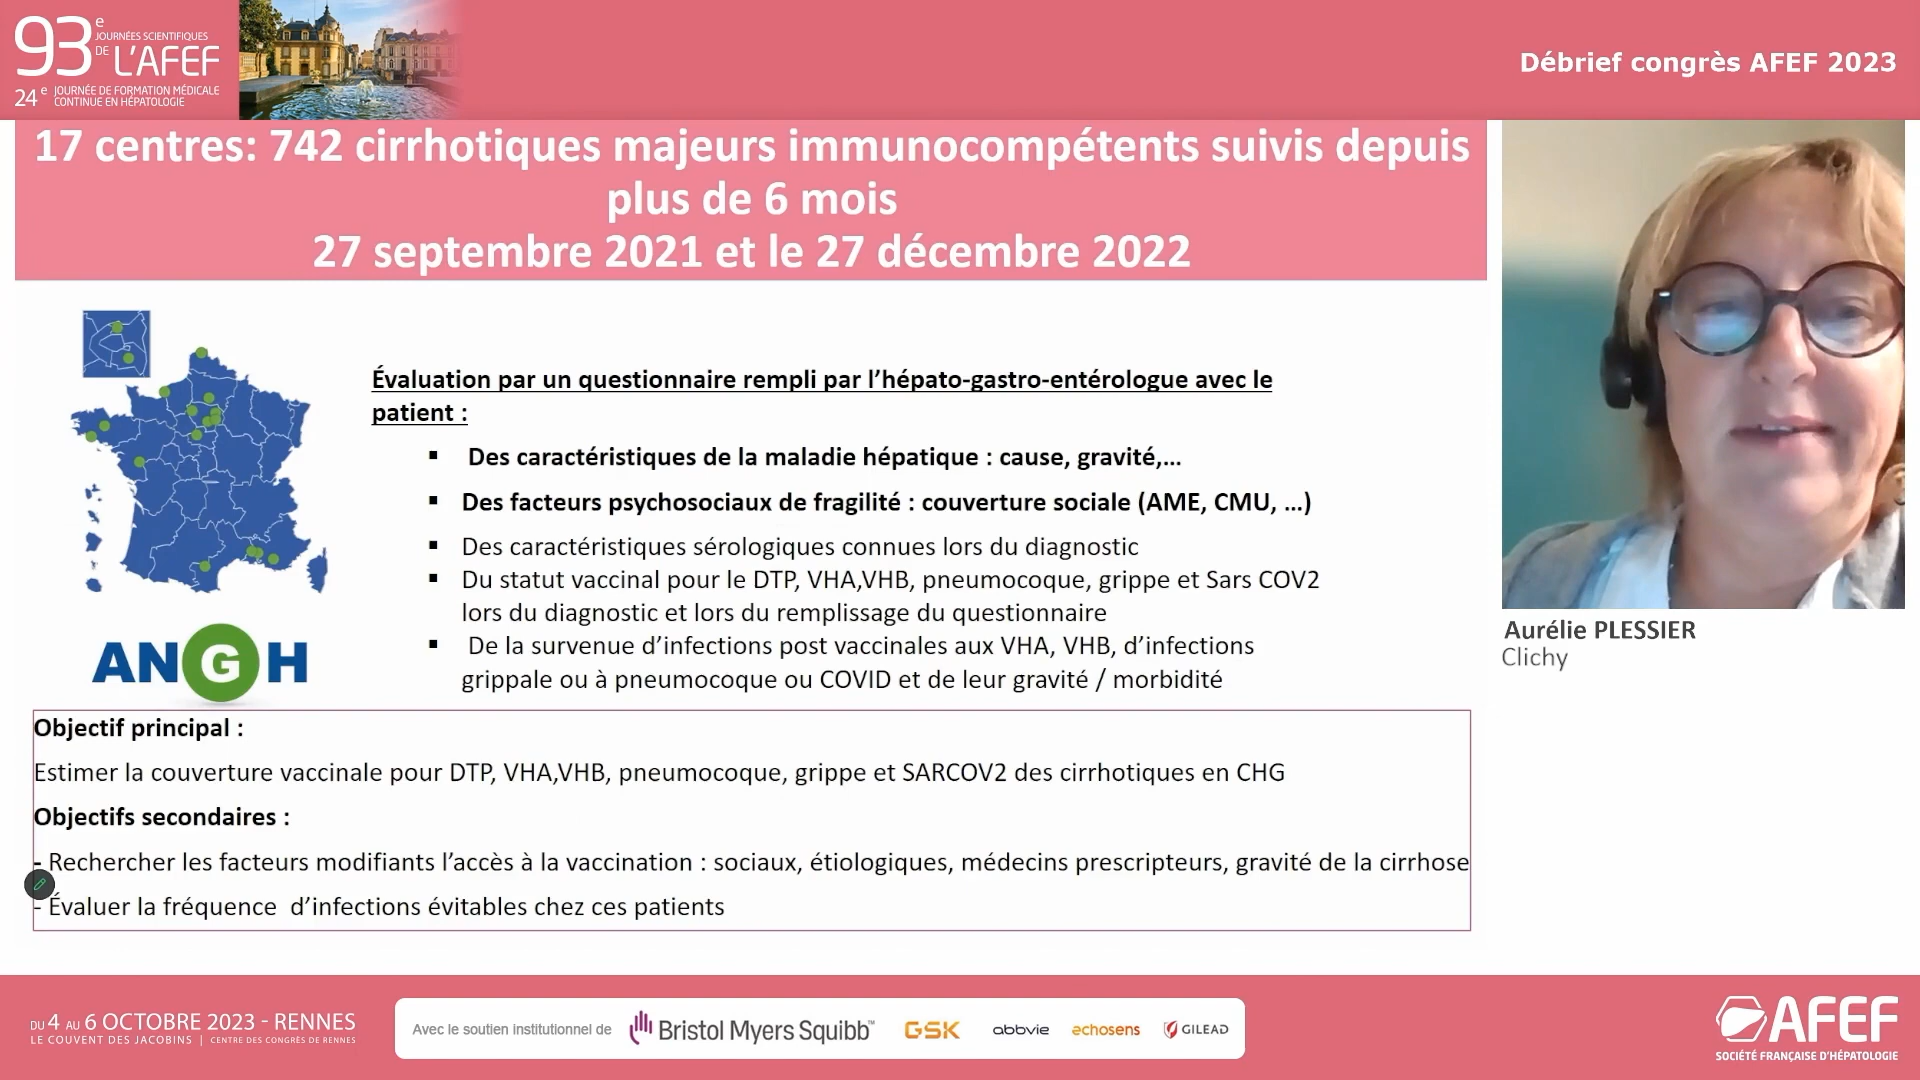 93e JOURNÉES SCIENTIFIQUES
DE L'AFEF
24e JOURNÉE DE FORMATION MÉDICALE
CONTINUE EN HÉPATOLOGIE
Débrief congrès AFEF 2023
17 centres: 742 cirrhotiques majeurs immunocompétents suivis depuis
plus de 6 mois
27 septembre 2021 et le 27 décembre 2022
Évaluation par un questionnaire rempli par l'hépato-gastro-entérologue avec le
patient :
▪ Des caractéristiques de la maladie hépatique : cause, gravité,...
▪ Des facteurs psychosociaux de fragilité : couverture sociale (AME, CMU, ...)
▪ Des caractéristiques sérologiques connues lors du diagnostic
▪ Du statut vaccinal pour le DTP, VHA,VHB, pneumocoque, grippe et Sars COV2
lors du diagnostic et lors du remplissage du questionnaire
▪ De la survenue d'infections post vaccinales aux VHA, VHB, d'infections
grippale ou à pneumocoque ou COVID et de leur gravité / morbidité
ANGH
Objectif principal :
Estimer la couverture vaccinale pour DTP, VHA,VHB, pneumocoque, grippe et SARCOV2 des cirrhotiques en CHG
Objectifs secondaires :
- Rechercher les facteurs modifiants l'accès à la vaccination : sociaux, étiologiques, médecins prescripteurs, gravité de la cirrhose
- Évaluer la fréquence d'infections évitables chez ces patients
Aurélie PLESSIER
Clichy
DU 4 AU 6 OCTOBRE 2023 - RENNES
LE COUVENT DES JACOBINS | CENTRE DES CONGRÈS DE RENNES
Avec le soutien institutionnel de Bristol Myers Squibb™ GSK abbvie echosens GILEAD
AFEF
SOCIÉTÉ FRANÇAISE D'HÉPATOLOGIE